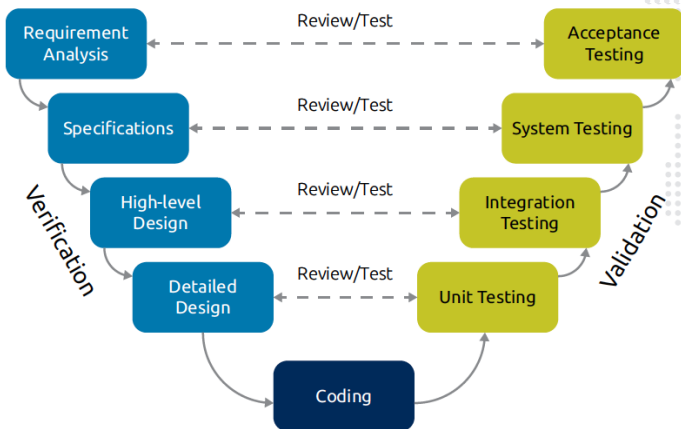 Review/Test
Requirement
Analysis
Acceptance
Testing
Review/Test
Specifications
System Testing
Review/Test
High-level
Design
Integration
Testing
Verification
Validation
Review/Test
Detailed
Design
Unit Testing
Coding